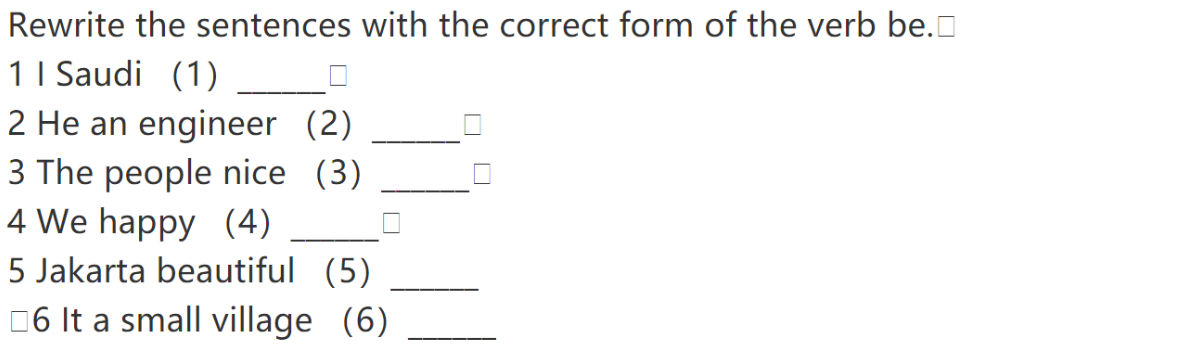 Rewrite the sentences with the correct form of the verb be.□
1 I Saudi （1） ______□
2 He an engineer （2） ______□
3 The people nice （3） ______□
4 We happy （4） ______□
5 Jakarta beautiful （5） ______
□6 It a small village （6） ______